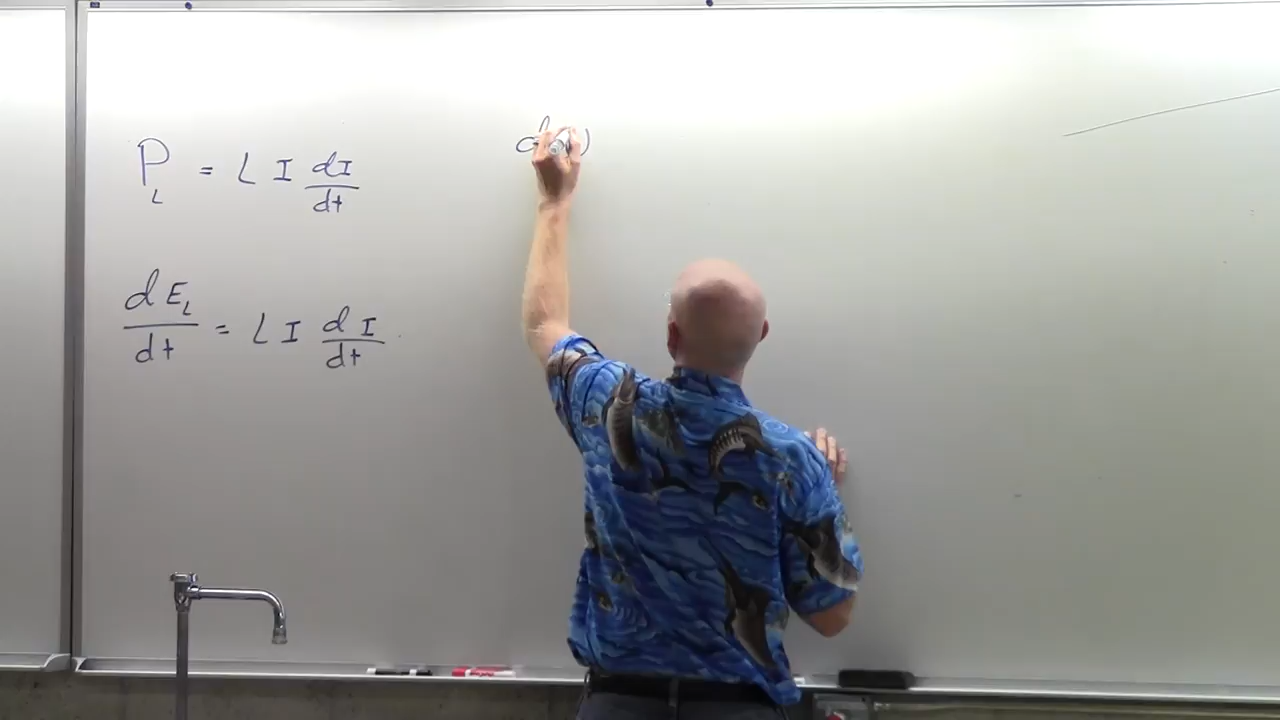 P_L = L I dI/dt
dE_L/dt = L I dI/dt
d